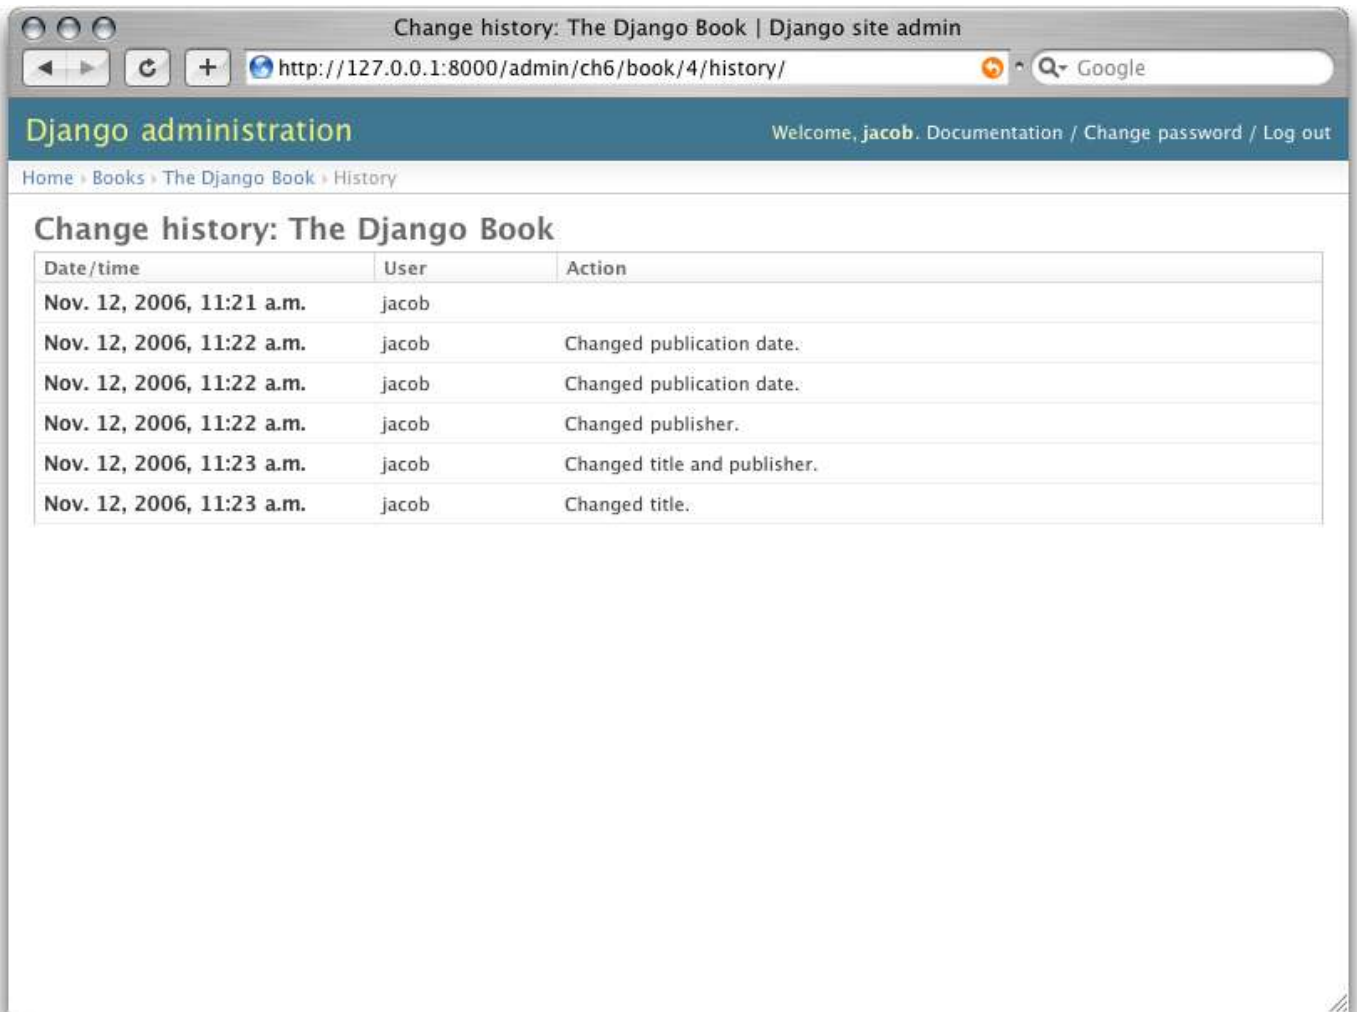 Change history: The Django Book | Django site admin
http://127.0.0.1:8000/admin/ch6/book/4/history/ Google
Django administration Welcome, jacob. Documentation / Change password / Log out
Home › Books › The Django Book › History
Change history: The Django Book
Date/time User Action
Nov. 12, 2006, 11:21 a.m. jacob
Nov. 12, 2006, 11:22 a.m. jacob Changed publication date.
Nov. 12, 2006, 11:22 a.m. jacob Changed publication date.
Nov. 12, 2006, 11:22 a.m. jacob Changed publisher.
Nov. 12, 2006, 11:23 a.m. jacob Changed title and publisher.
Nov. 12, 2006, 11:23 a.m. jacob Changed title.